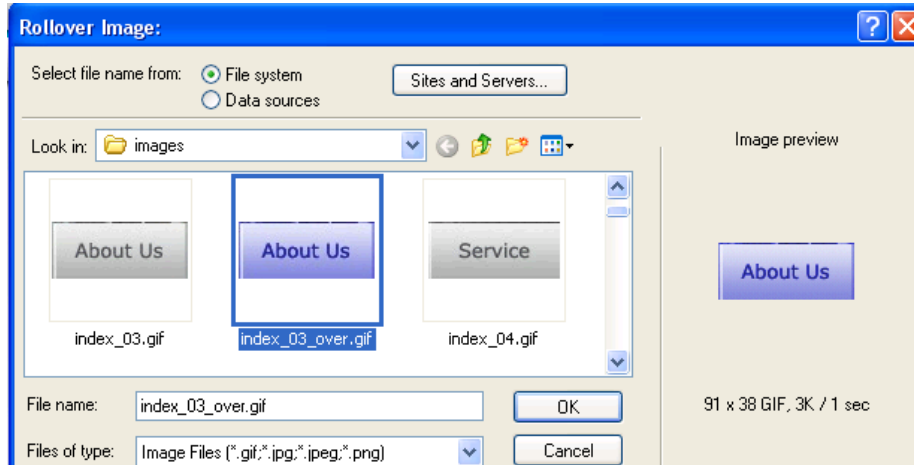 Rollover Image:
Select file name from: File system Sites and Servers...
Data sources
Look in: images
Image preview
About Us About Us Service
About Us
index_03.gif index_03_over.gif index_04.gif
File name: index_03_over.gif OK
91 x 38 GIF, 3K / 1 sec
Files of type: Image Files (*.gif;*.jpg;*.jpeg;*.png) Cancel